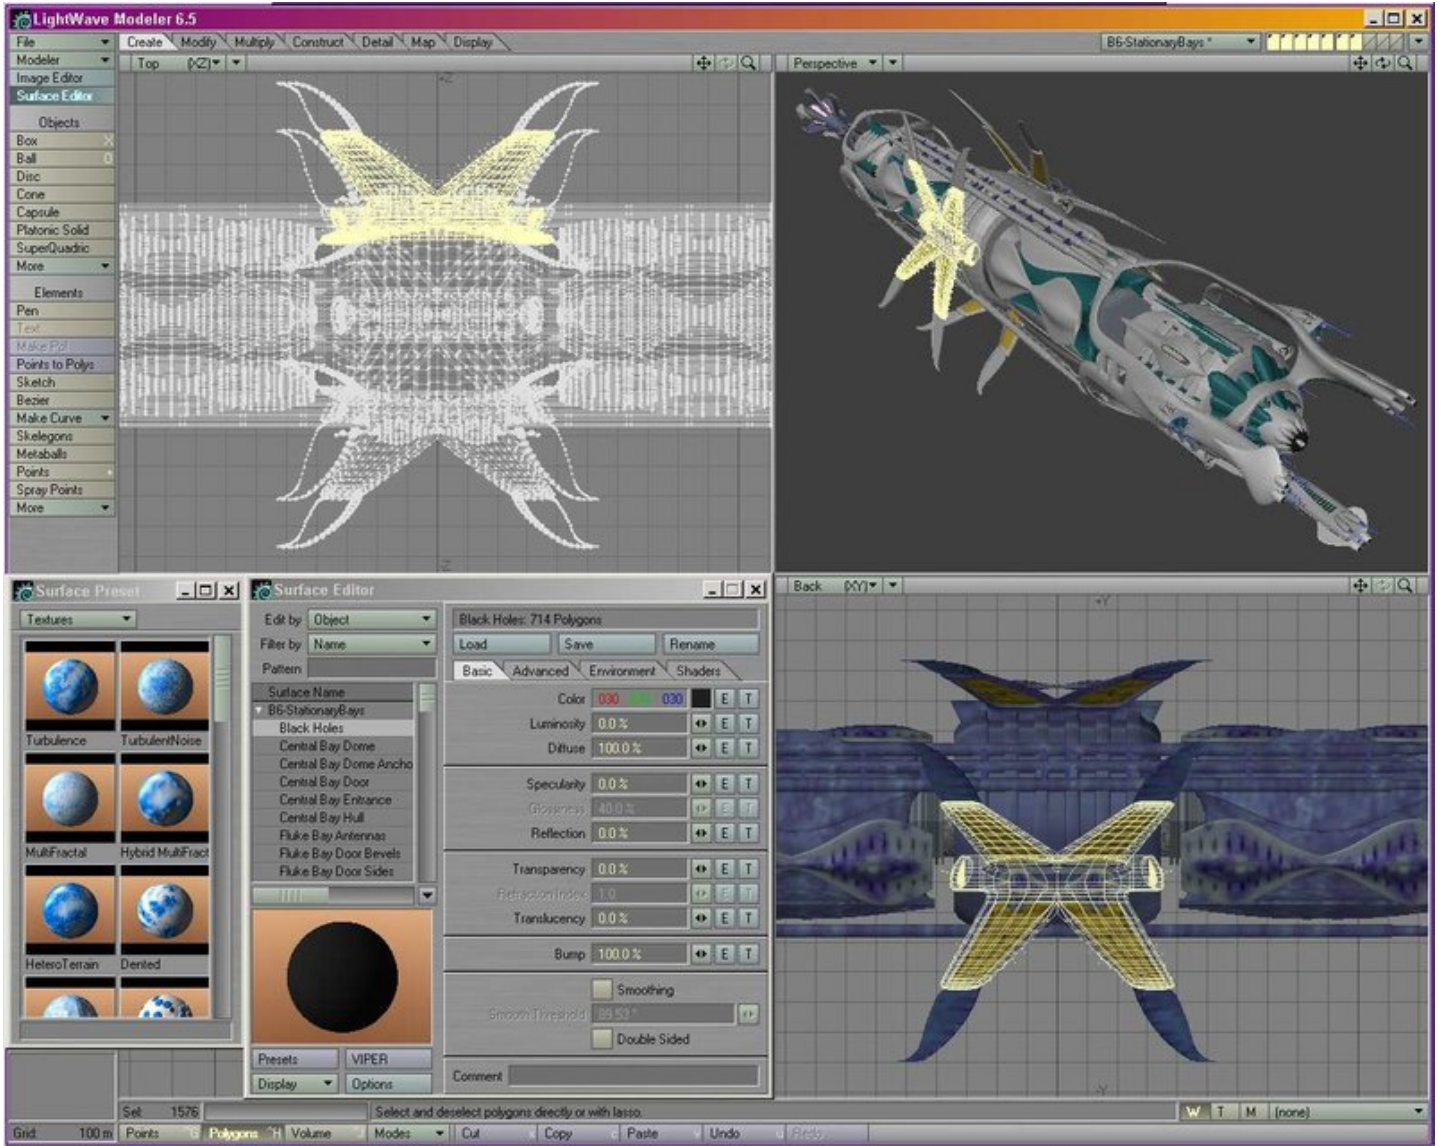 LightWave Modeler 6.5
File
Create Modify Multiply Construct Detail Map Display
B6-StationaryBays *
Modeler
Image Editor
Surface Editor
Objects
Box X
Ball O
Disc
Cone
Capsule
Platonic Solid
SuperQuadric
More
Elements
Pen
Text
Make Pol
Points to Polys
Sketch
Bezier
Make Curve
Skelegons
Metaballs
Points +
Spray Points
More
Top (XZ)
+Z
-Z
Perspective
Back (XY)
+Y
-Y
Surface Preset
Textures
Turbulence TurbulentNoise
MultiFractal Hybrid MultiFract
HeteroTerrain Dented
Surface Editor
Edit by Object
Filter by Name
Pattern
Surface Name
B6-StationaryBays
Black Holes
Central Bay Dome
Central Bay Dome Ancho
Central Bay Door
Central Bay Entrance
Central Bay Hull
Fluke Bay Antennas
Fluke Bay Door Bevels
Fluke Bay Door Sides
Presets VIPER
Display Options
Black Holes: 714 Polygons
Load Save Rename
Basic Advanced Environment Shaders
Color 030 030 E T
Luminosity 0.0 % E T
Diffuse 100.0 % E T
Specularity 0.0 % E T
Glossiness 40.0 % E T
Reflection 0.0 % E T
Transparency 0.0 % E T
Refraction Index 1.0 E T
Translucency 0.0 % E T
Bump 100.0 % E T
Smoothing
Smooth Threshold 89.52 °
Double Sided
Comment
Sel: 1576 Select and deselect polygons directly or with lasso. W T M (none)
Grid: 100 m Points ^G Polygons ^H Volume ^J Modes Cut x Copy c Paste v Undo u Redo